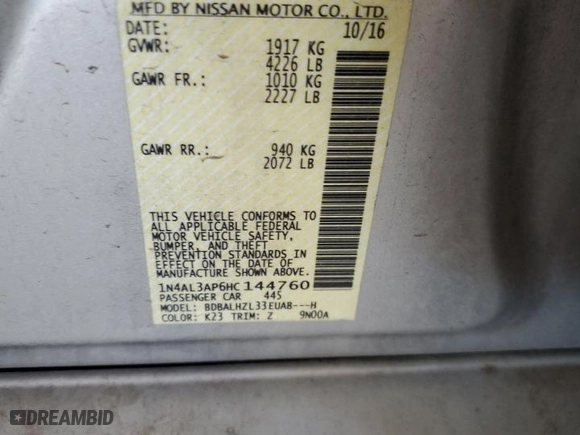 MFD BY NISSAN MOTOR CO., LTD.
DATE: 10/16
GVWR: 1917 KG
4226 LB
GAWR FR.: 1010 KG
2227 LB
GAWR RR.: 940 KG
2072 LB
THIS VEHICLE CONFORMS TO
ALL APPLICABLE FEDERAL
MOTOR VEHICLE SAFETY,
BUMPER, AND THEFT
PREVENTION STANDARDS IN
EFFECT ON THE DATE OF
MANUFACTURE SHOWN ABOVE.
1N4AL3AP6HC144760
PASSENGER CAR 445
MODEL: BDBALHZL33EUAB---H
COLOR: K23 TRIM: Z 9N00A
DREAMBID